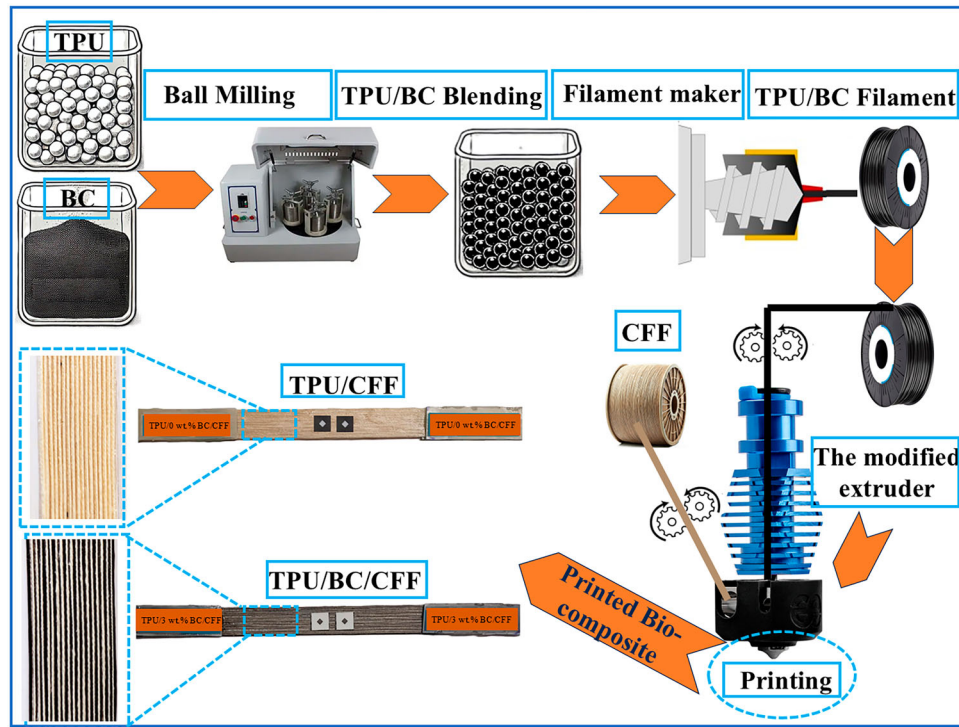 TPU
Ball Milling
TPU/BC Blending
Filament maker
TPU/BC Filament
BC
CFF
TPU/CFF
TPU/0 wt.% BC/CFF
TPU/0 wt.% BC/CFF
The modified
extruder
TPU/BC/CFF
TPU/3 wt.% BC/CFF
TPU/3 wt.% BC/CFF
Printed Bio-
composite
Printing